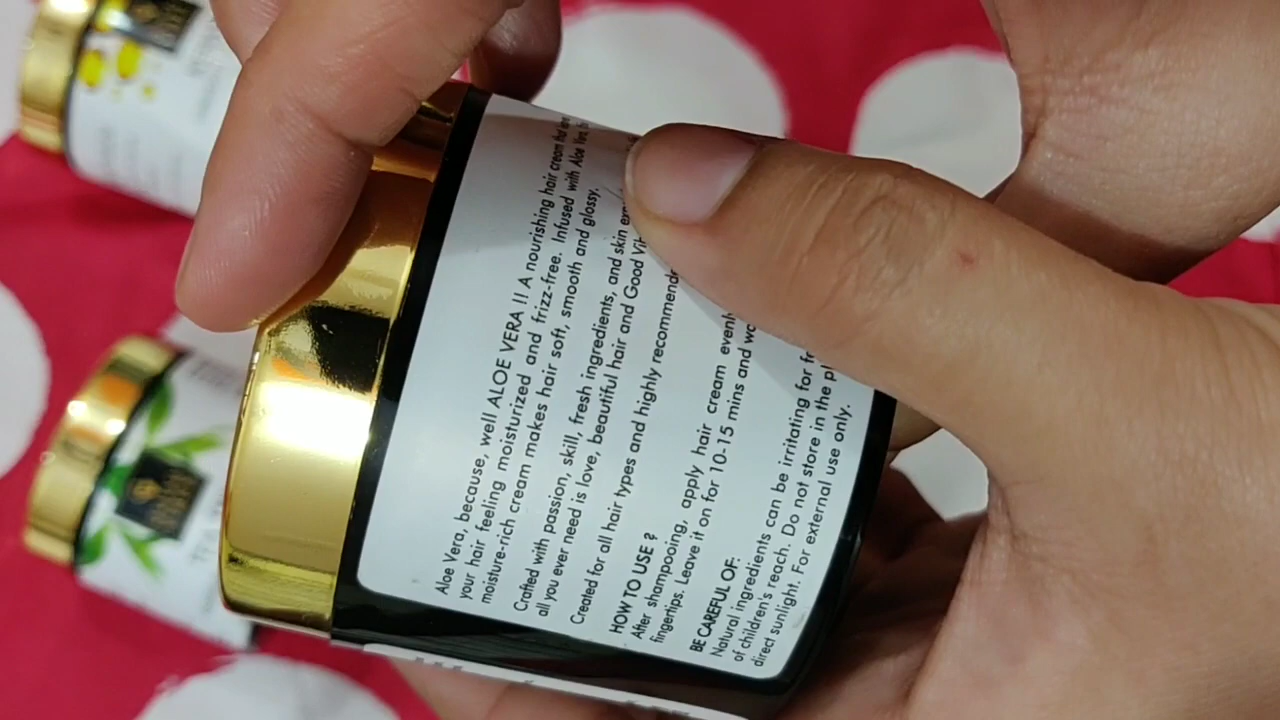 Aloe Vera, because, well ALOE VERA !! A nourishing hair cream that
your hair feeling moisturized and frizz-free. Infused with Aloe Vera,
moisture-rich cream makes hair soft, smooth and glossy.
Crafted with passion, skill, fresh ingredients, and skin
all you ever need is love, beautiful hair and Good
Created for all hair types and highly
HOW TO USE ?
After shampooing, apply hair cream
fingertips. Leave it on for 10-15 mins and
BE CAREFUL OF:
Natural ingredients can be irritating for
of children's reach. Do not store in the
direct sunlight. For external use only.